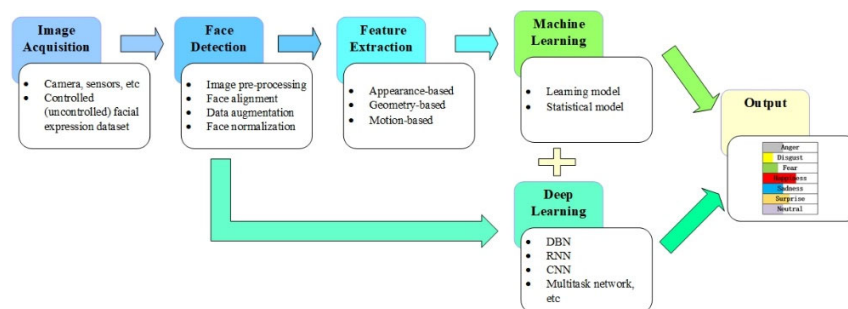 Image
Acquisition
• Camera, sensors, etc
• Controlled
(uncontrolled) facial
expression dataset
Face
Detection
• Image pre-processing
• Face alignment
• Data augmentation
• Face normalization
Feature
Extraction
• Appearance-based
• Geometry-based
• Motion-based
Machine
Learning
• Learning model
• Statistical model
Deep
Learning
• DBN
• RNN
• CNN
• Multitask network,
etc
Output
Anger
Disgust
Fear
Happiness
Sadness
Surprise
Neutral